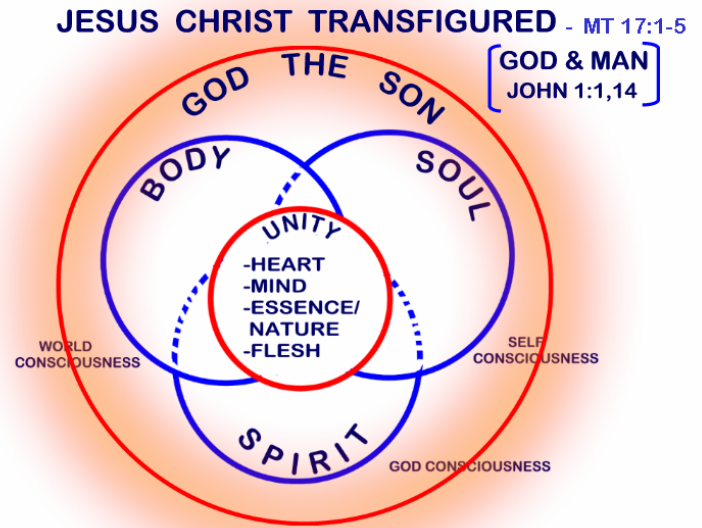 JESUS CHRIST TRANSFIGURED - MT 17:1-5
GOD & MAN
JOHN 1:1,14
GOD THE SON
BODY
SOUL
UNITY
-HEART
-MIND
-ESSENCE/
NATURE
-FLESH
WORLD
CONSCIOUSNESS
SELF
CONSCIOUSNESS
SPIRIT
GOD CONSCIOUSNESS